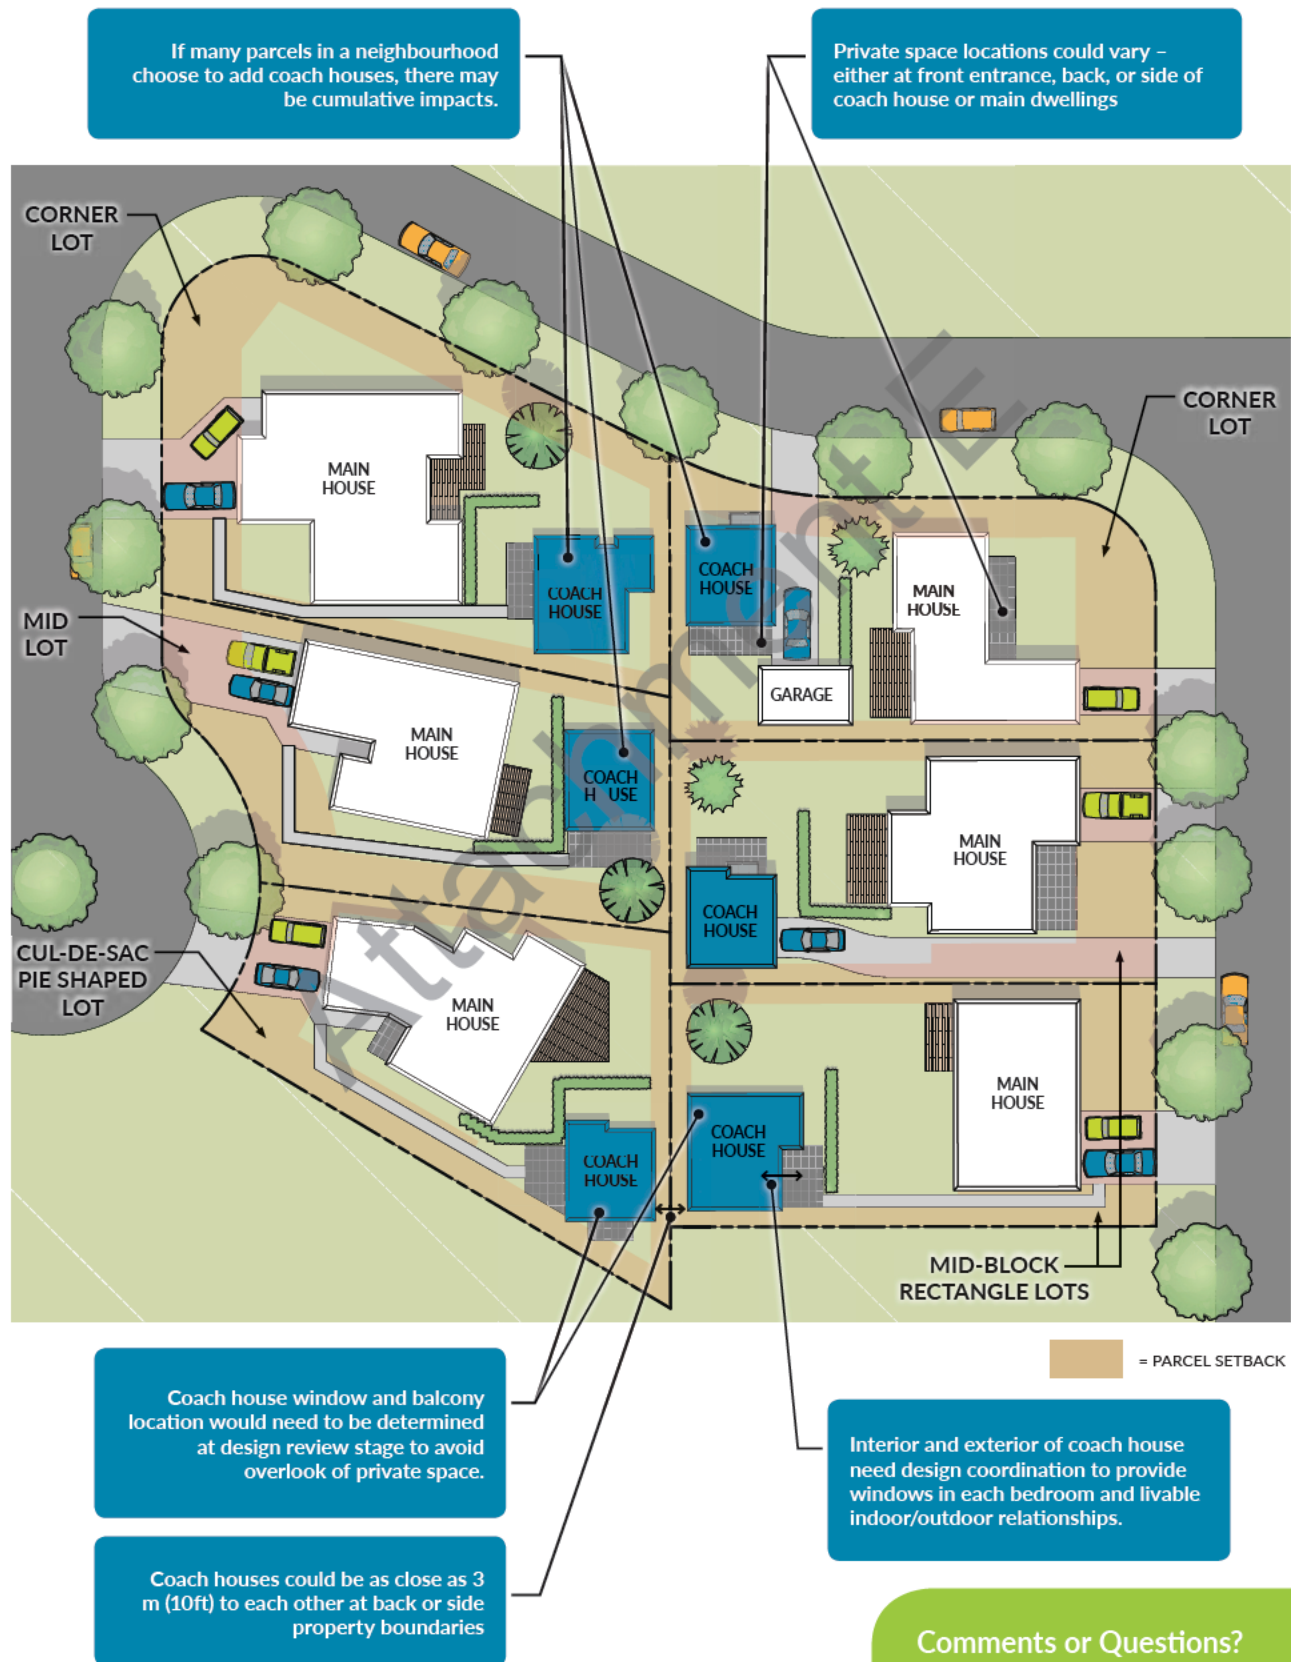 If many parcels in a neighbourhood
choose to add coach houses, there may
be cumulative impacts.
Private space locations could vary –
either at front entrance, back, or side of
coach house or main dwellings
CORNER
LOT
CORNER
LOT
MAIN
HOUSE
COACH
HOUSE
COACH
HOUSE
MAIN
HOUSE
MID
LOT
GARAGE
MAIN
HOUSE
COACH
H USE
MAIN
HOUSE
COACH
HOUSE
CUL-DE-SAC
PIE SHAPED
LOT
MAIN
HOUSE
MAIN
HOUSE
COACH
HOUSE
COACH
HOUSE
MID-BLOCK
RECTANGLE LOTS
Attachment E
= PARCEL SETBACK
Coach house window and balcony
location would need to be determined
at design review stage to avoid
overlook of private space.
Interior and exterior of coach house
need design coordination to provide
windows in each bedroom and livable
indoor/outdoor relationships.
Coach houses could be as close as 3
m (10ft) to each other at back or side
property boundaries
Comments or Questions?